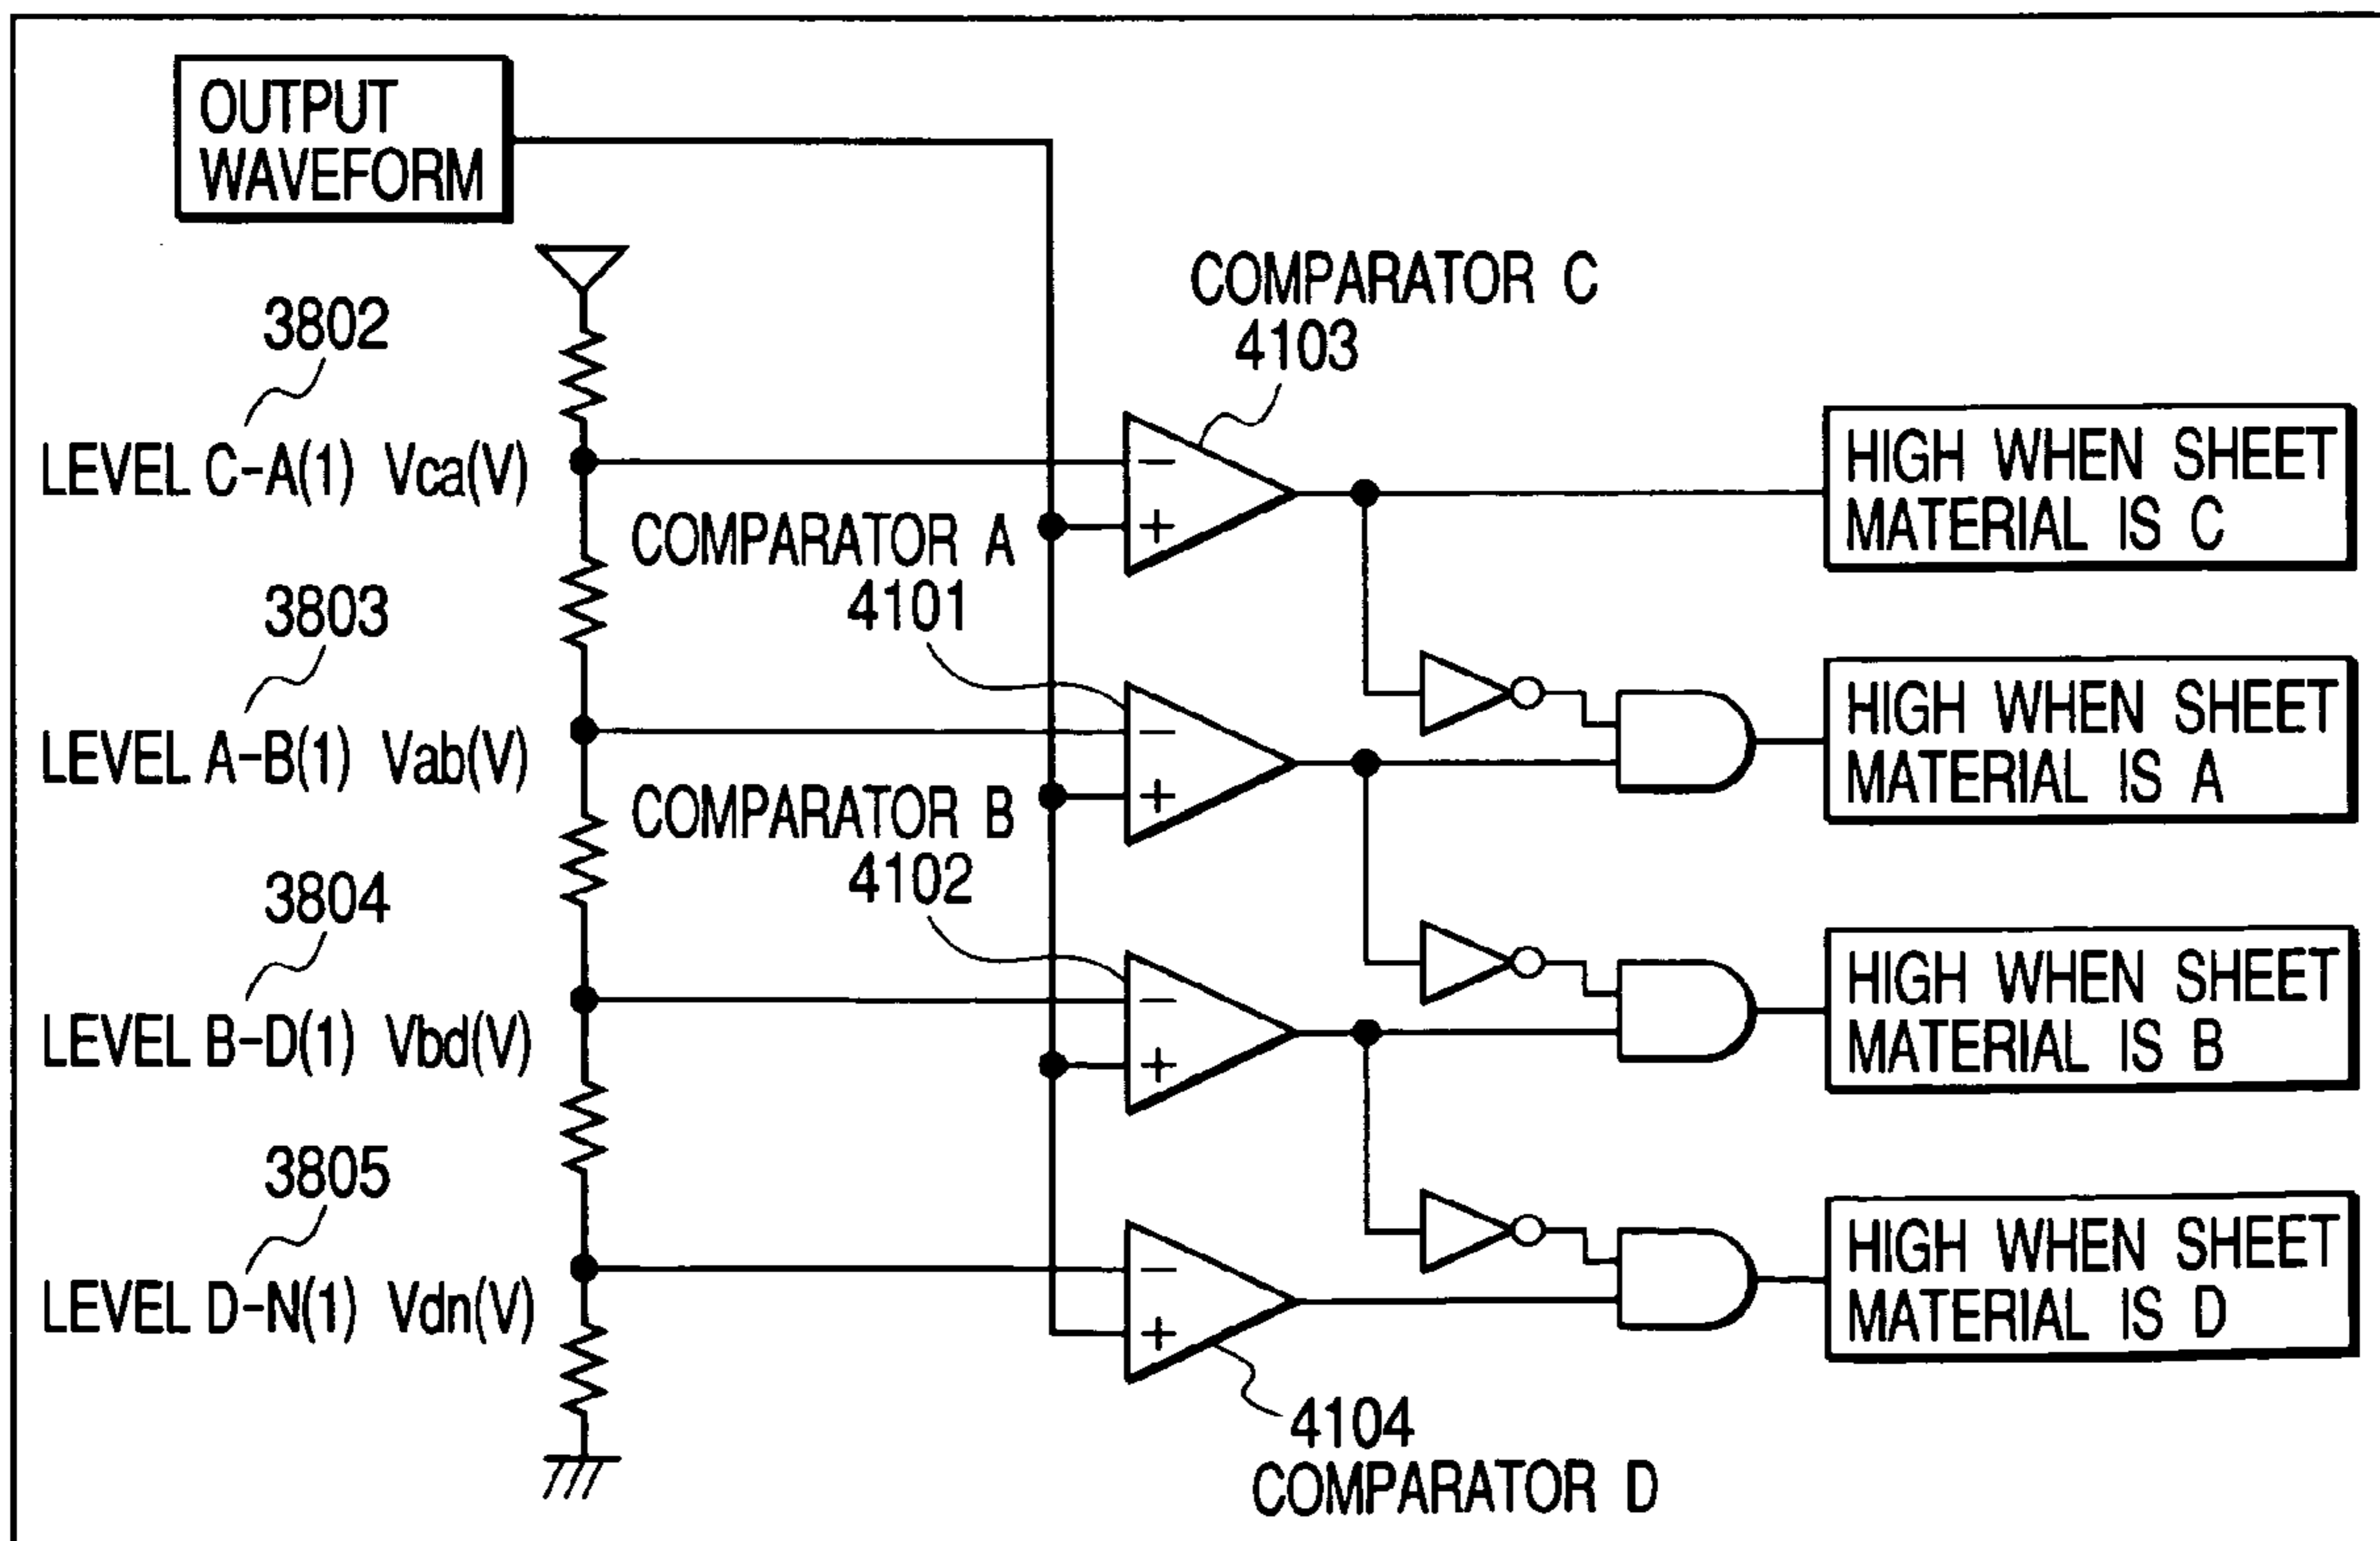 OUTPUT
WAVEFORM
COMPARATOR C
4103
3802
LEVEL C-A(1) Vca(V)
HIGH WHEN SHEET
MATERIAL IS C
COMPARATOR A
4101
3803
LEVEL A-B(1) Vab(V)
HIGH WHEN SHEET
MATERIAL IS A
COMPARATOR B
4102
3804
LEVEL B-D(1) Vbd(V)
HIGH WHEN SHEET
MATERIAL IS B
3805
LEVEL D-N(1) Vdn(V)
HIGH WHEN SHEET
MATERIAL IS D
4104
COMPARATOR D
− 
+
−
+
−
+
−
+